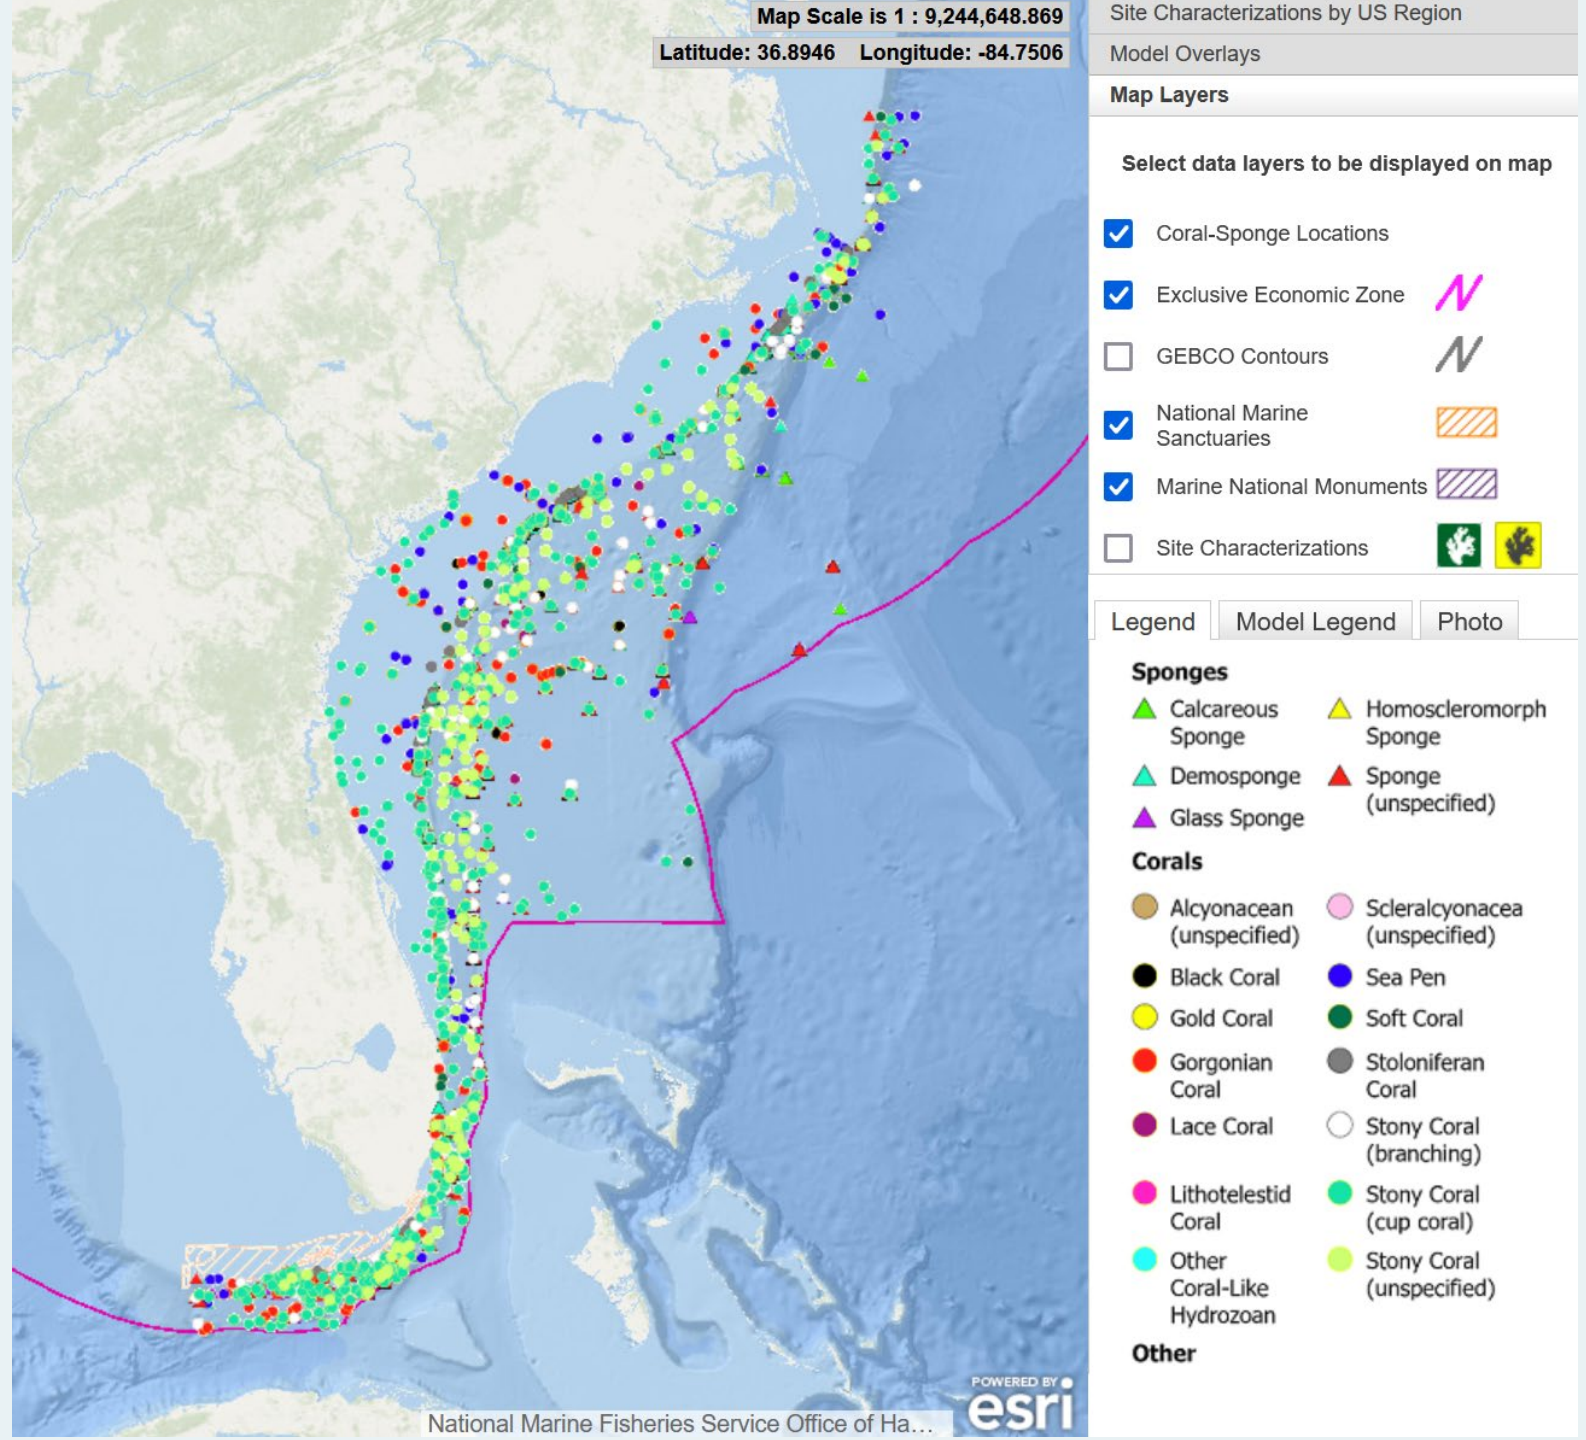 Map Scale is 1 : 9,244,648.869
Latitude: 36.8946 Longitude: -84.7506
Site Characterizations by US Region
Model Overlays
Map Layers
Select data layers to be displayed on map
Coral-Sponge Locations
Exclusive Economic Zone
GEBCO Contours
National Marine
Sanctuaries
Marine National Monuments
Site Characterizations
Legend
Model Legend
Photo
Sponges
Calcareous
Sponge
Homoscleromorph
Sponge
Demosponge
Sponge
(unspecified)
Glass Sponge
Corals
Alcyonacean
(unspecified)
Scleralcyonacea
(unspecified)
Black Coral
Sea Pen
Gold Coral
Soft Coral
Gorgonian
Coral
Stoloniferan
Coral
Lace Coral
Stony Coral
(branching)
Lithotelestid
Coral
Stony Coral
(cup coral)
Other
Coral-Like
Hydrozoan
Stony Coral
(unspecified)
Other
POWERED BY
esri
National Marine Fisheries Service Office of Ha...